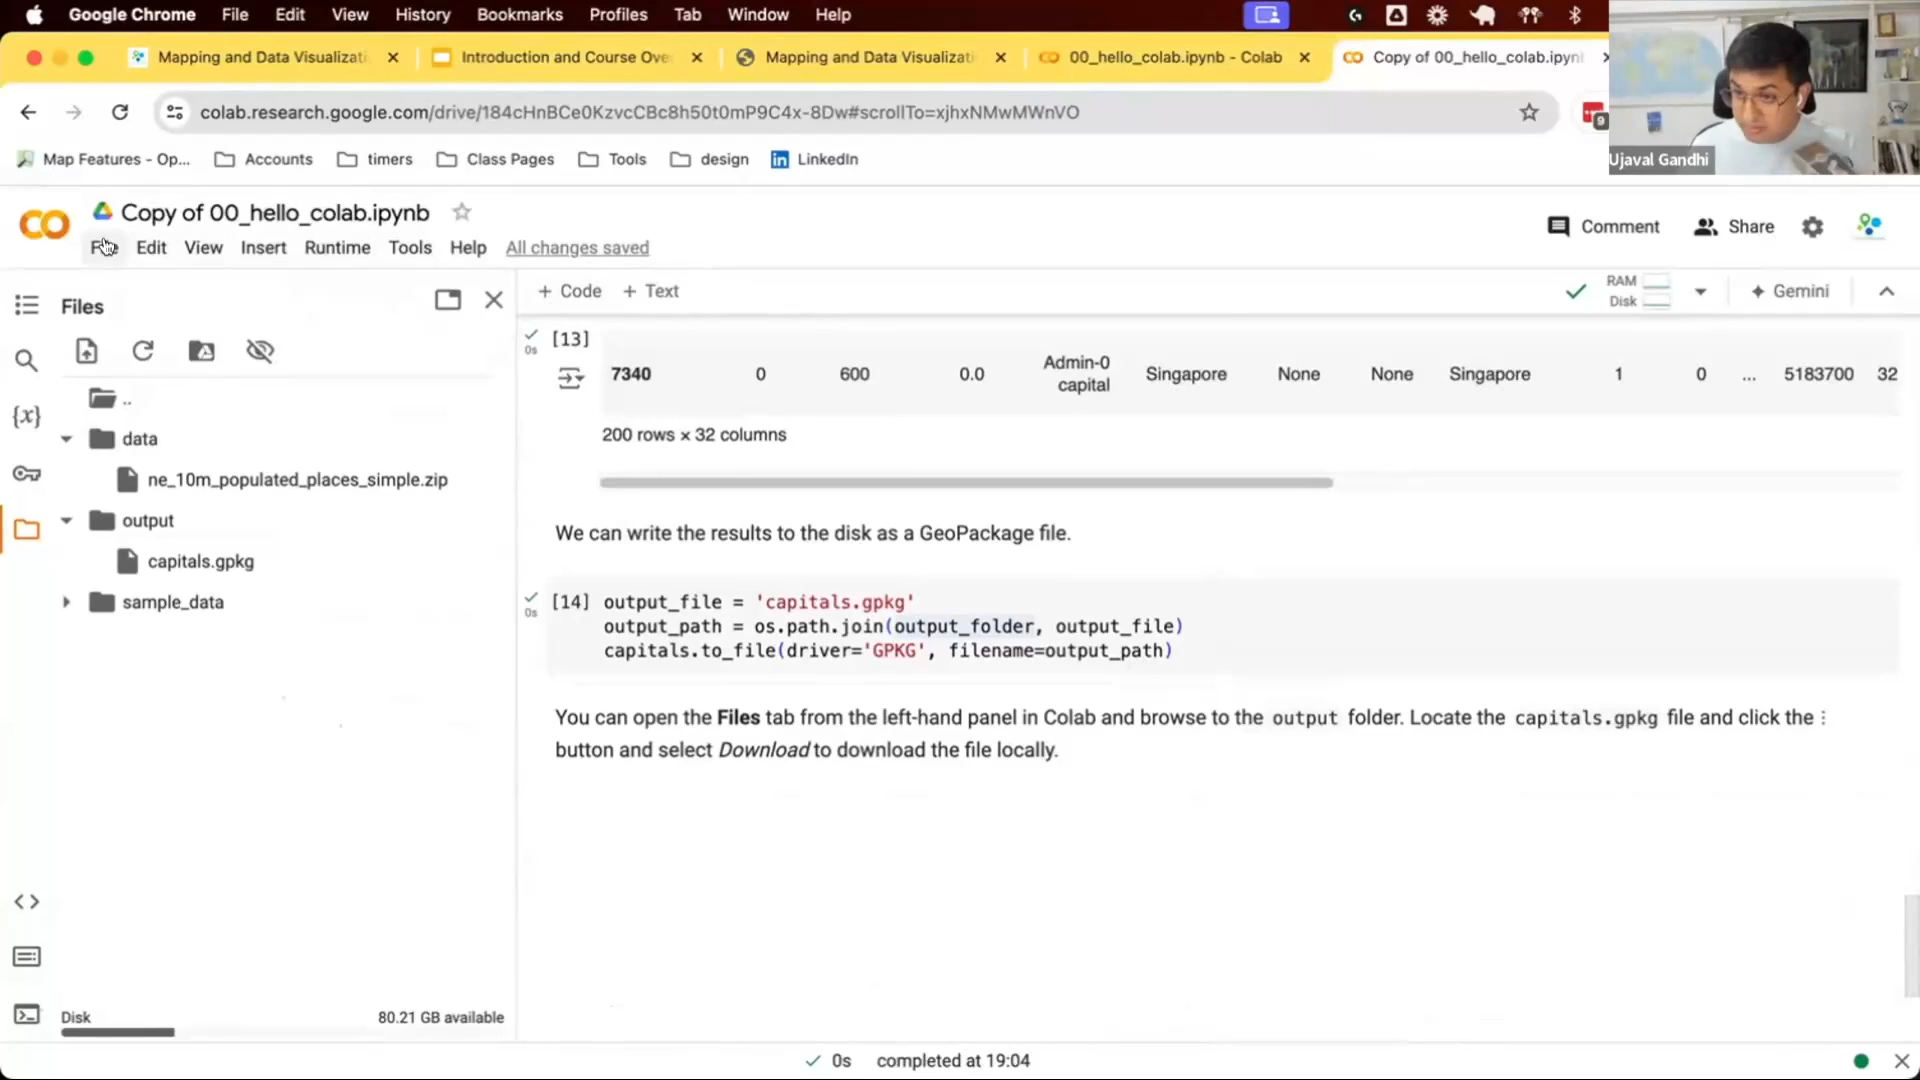 Google Chrome File Edit View History Bookmarks Profiles Tab Window Help
Mapping and Data Visualizati
Introduction and Course Ove
Mapping and Data Visualizati
00_hello_colab.ipynb - Colab
Copy of 00_hello_colab.ipyn
colab.research.google.com/drive/184cHnBCe0KzvcCBc8h50t0mP9C4x-8Dw#scrollTo=xjhxNMwMWnVO
9
Ujaval Gandhi
Map Features - Op... Accounts timers Class Pages Tools design LinkedIn
Copy of 00_hello_colab.ipynb
Comment Share
File Edit View Insert Runtime Tools Help All changes saved
Files
+ Code + Text
RAM
Disk
Gemini
..
data
ne_10m_populated_places_simple.zip
output
capitals.gpkg
sample_data
Disk 80.21 GB available
0s [13]
7340 0 600 0.0 Admin-0 capital Singapore None None Singapore 1 0 ... 5183700 32
200 rows × 32 columns
We can write the results to the disk as a GeoPackage file.
0s [14] output_file = 'capitals.gpkg'
output_path = os.path.join(output_folder, output_file)
capitals.to_file(driver='GPKG', filename=output_path)
You can open the Files tab from the left-hand panel in Colab and browse to the output folder. Locate the capitals.gpkg file and click the ⋮
button and select Download to download the file locally.
0s completed at 19:04